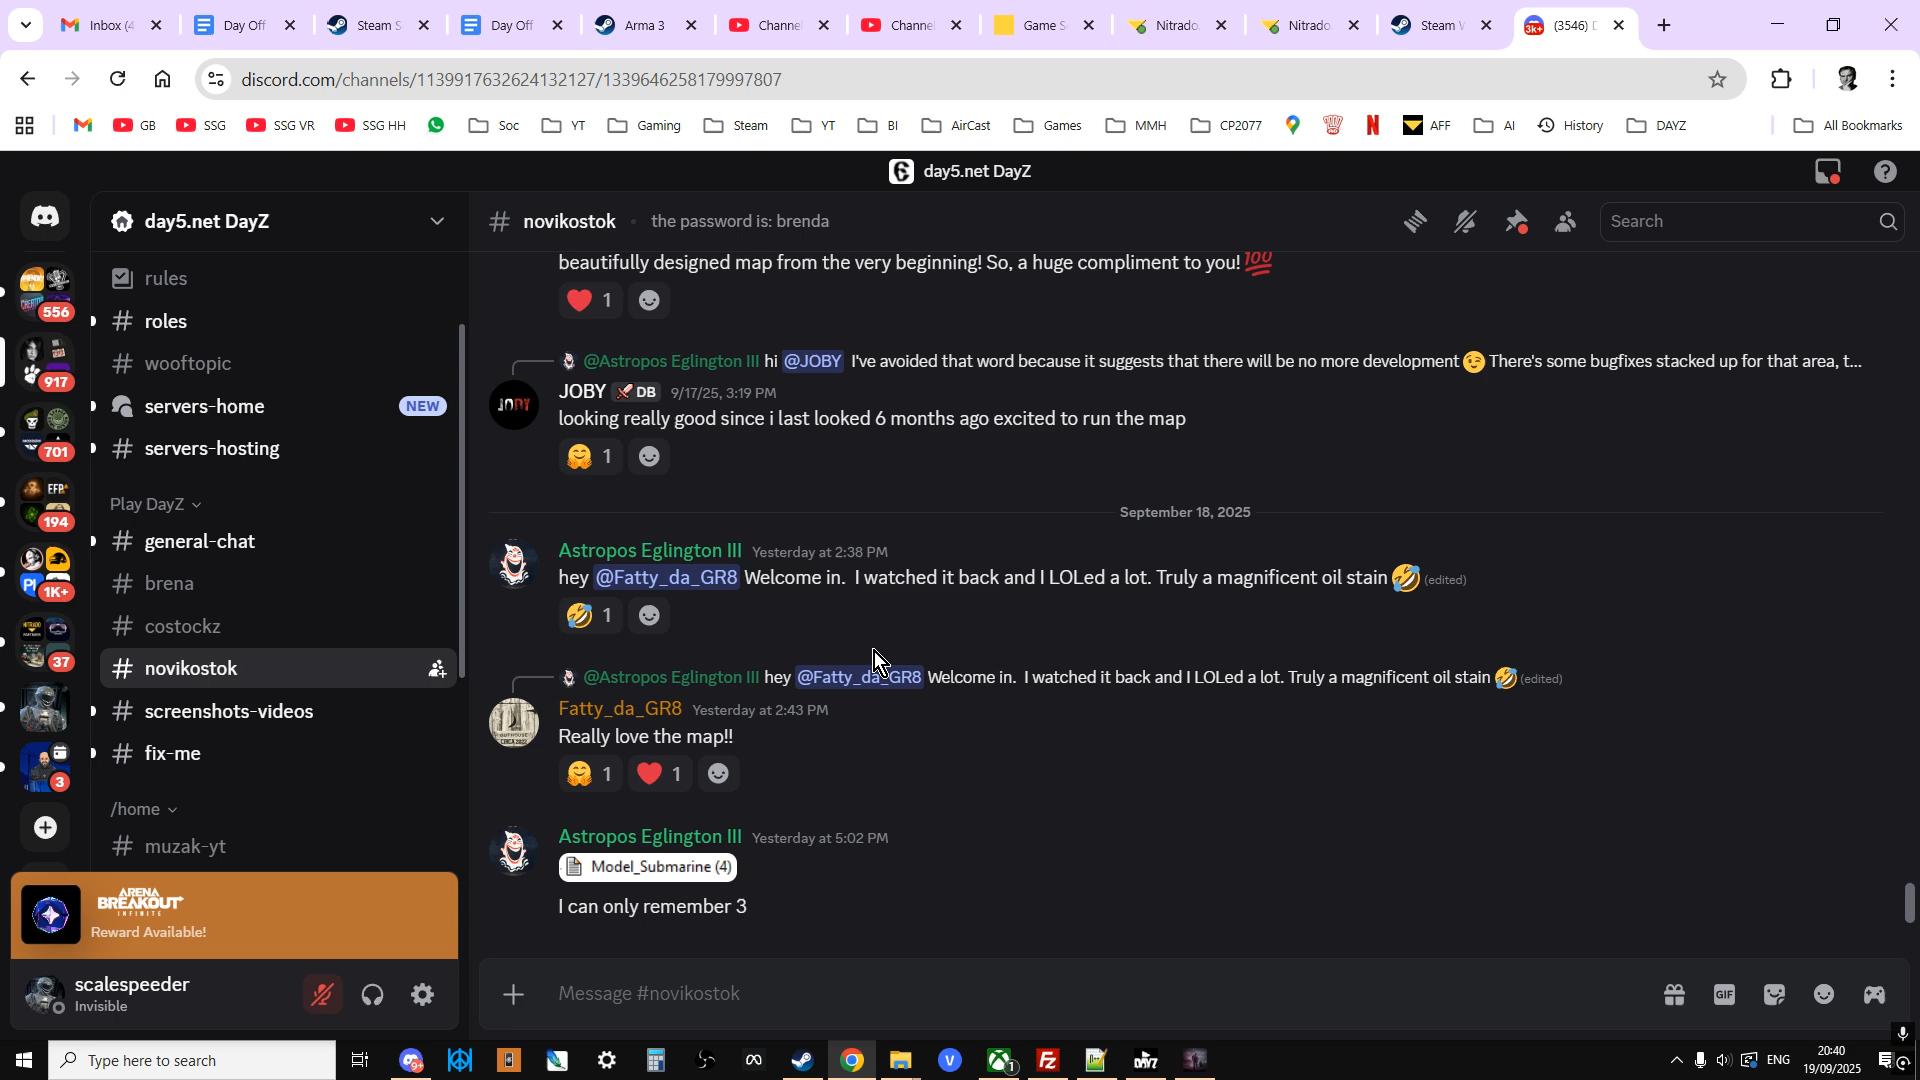 Inbox (4
Day Off
Steam S
Day Off
Arma 3
Channe
Channe
Game S
Nitrado
Nitrado
Steam V
(3546)
discord.com/channels/1139917632624132127/1339646258179997807
GB
SSG
SSG VR
SSG HH
Soc
YT
Gaming
Steam
YT
BI
AirCast
Games
MMH
CP2077
AFF
AI
History
DAYZ
All Bookmarks
day5.net DayZ
day5.net DayZ
# novikostok
the password is: brenda
Search
556
917
701
194
1K+
37
3
rules
# roles
# wooftopic
servers-home NEW
# servers-hosting
Play DayZ
# general-chat
# brena
# costockz
# novikostok
# screenshots-videos
# fix-me
/home
# muzak-yt
ARENA
BREAKOUT
INFINITE
Reward Available!
scalespeeder
Invisible
beautifully designed map from the very beginning! So, a huge compliment to you! 💯
❤️ 1
@Astropos Eglington III hi @JOBY I've avoided that word because it suggests that there will be no more development 😉 There's some bugfixes stacked up for that area, t...
JOBY DB 9/17/25, 3:19 PM
looking really good since i last looked 6 months ago excited to run the map
🤗 1
September 18, 2025
Astropos Eglington III Yesterday at 2:38 PM
hey @Fatty_da_GR8 Welcome in. I watched it back and I LOLed a lot. Truly a magnificent oil stain 🤣 (edited)
🤣 1
@Astropos Eglington III hey @Fatty_da_GR8 Welcome in. I watched it back and I LOLed a lot. Truly a magnificent oil stain 🤣 (edited)
Fatty_da_GR8 Yesterday at 2:43 PM
Really love the map!!
🤗 1 ❤️ 1
Astropos Eglington III Yesterday at 5:02 PM
Model_Submarine (4)
I can only remember 3
Message #novikostok
GIF
Type here to search
ENG
20:40
19/09/2025